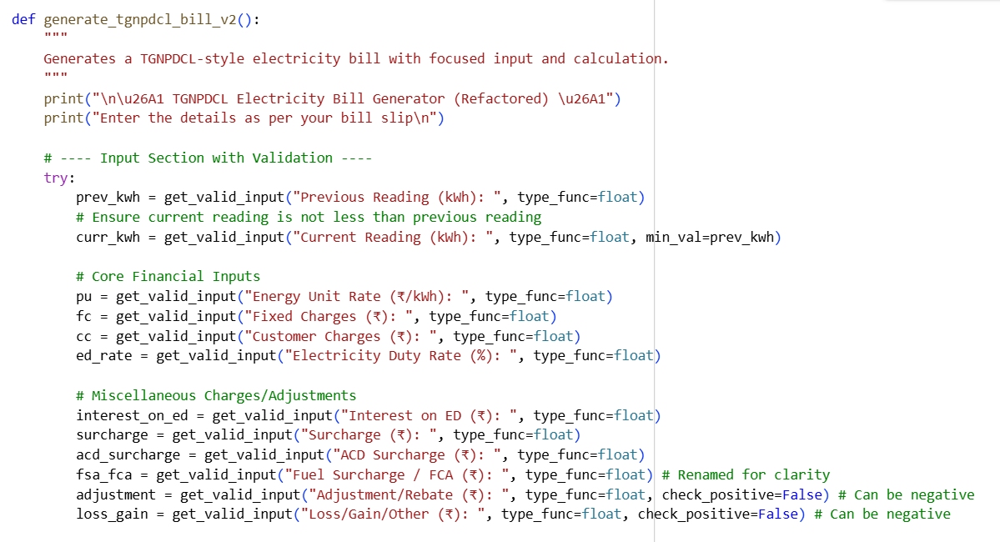 def generate_tgnpdcl_bill_v2():
    """
    Generates a TGNPDCL-style electricity bill with focused input and calculation.
    """
    print("\n\u26A1 TGNPDCL Electricity Bill Generator (Refactored) \u26A1")
    print("Enter the details as per your bill slip\n")

    # ---- Input Section with Validation ----
    try:
        prev_kwh = get_valid_input("Previous Reading (kWh): ", type_func=float)
        # Ensure current reading is not less than previous reading
        curr_kwh = get_valid_input("Current Reading (kWh): ", type_func=float, min_val=prev_kwh)

        # Core Financial Inputs
        pu = get_valid_input("Energy Unit Rate (₹/kWh): ", type_func=float)
        fc = get_valid_input("Fixed Charges (₹): ", type_func=float)
        cc = get_valid_input("Customer Charges (₹): ", type_func=float)
        ed_rate = get_valid_input("Electricity Duty Rate (%): ", type_func=float)

        # Miscellaneous Charges/Adjustments
        interest_on_ed = get_valid_input("Interest on ED (₹): ", type_func=float)
        surcharge = get_valid_input("Surcharge (₹): ", type_func=float)
        acd_surcharge = get_valid_input("ACD Surcharge (₹): ", type_func=float)
        fsa_fca = get_valid_input("Fuel Surcharge / FCA (₹): ", type_func=float) # Renamed for clarity
        adjustment = get_valid_input("Adjustment/Rebate (₹): ", type_func=float, check_positive=False) # Can be negative
        loss_gain = get_valid_input("Loss/Gain/Other (₹): ", type_func=float, check_positive=False) # Can be negative